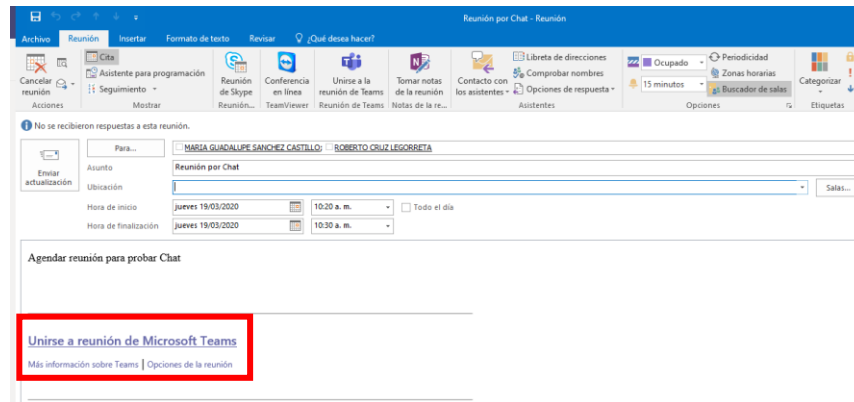 Reunión por Chat - Reunión
Archivo Reunión Insertar Formato de texto Revisar ¿Qué desea hacer?
Cancelar reunión
Cita
Asistente para programación
Seguimiento
Reunión de Skype
Conferencia en línea
Unirse a la reunión de Teams
Tomar notas de la reunión
Contacto con los asistentes
Libreta de direcciones
Comprobar nombres
Opciones de respuesta
Ocupado
15 minutos
Periodicidad
Zonas horarias
Buscador de salas
Categorizar
Acciones Mostrar Reunión... TeamViewer Reunión de Teams Notas de la re... Asistentes Opciones Etiquetas
No se recibieron respuestas a esta reunión.
Enviar actualización
Para... MARIA GUADALUPE SANCHEZ CASTILLO; ROBERTO CRUZ LEGORRETA
Asunto Reunión por Chat
Ubicación Salas...
Hora de inicio jueves 19/03/2020 10:20 a. m. Todo el día
Hora de finalización jueves 19/03/2020 10:30 a. m.
Agendar reunión para probar Chat
Unirse a reunión de Microsoft Teams
Más información sobre Teams | Opciones de la reunión